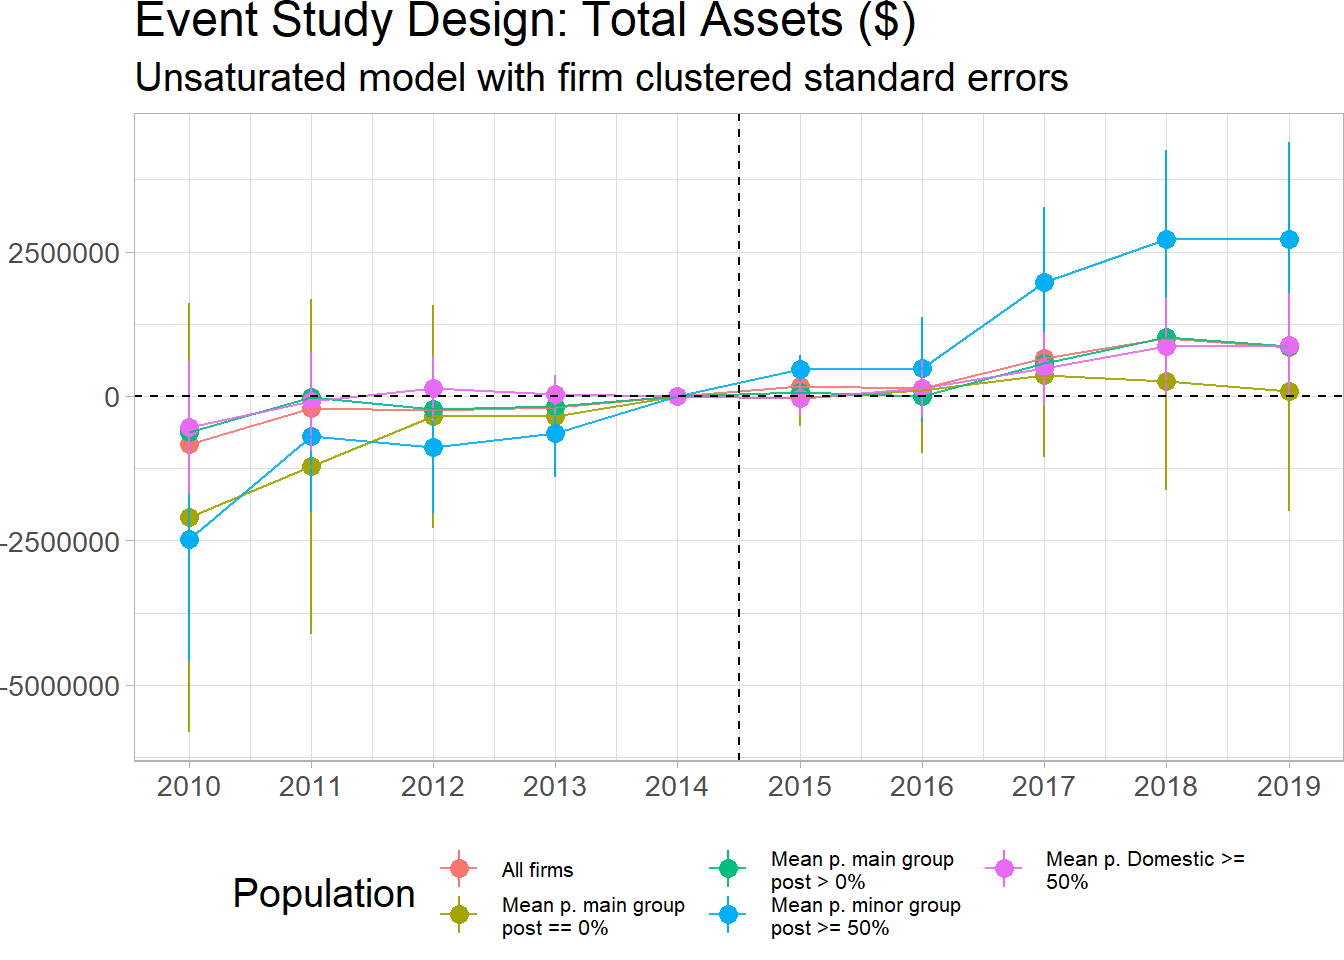 Event Study Design: Total Assets ($)
Unsaturated model with firm clustered standard errors
2500000
0
-2500000
-5000000
2010 2011 2012 2013 2014 2015 2016 2017 2018 2019
Population
All firms
Mean p. main group
post == 0%
Mean p. main group
post > 0%
Mean p. minor group
post >= 50%
Mean p. Domestic >=
50%